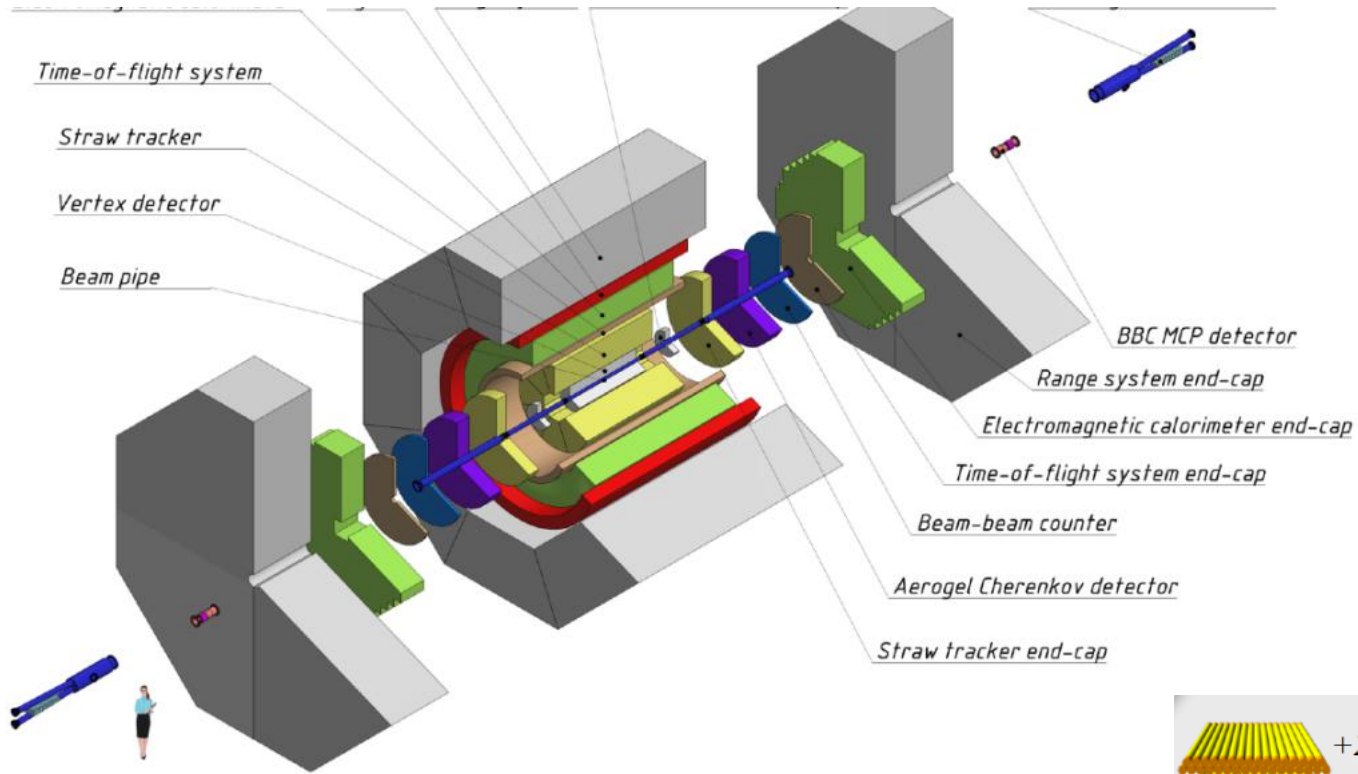 Time-of-flight system
Straw tracker
Vertex detector
Beam pipe
BBC MCP detector
Range system end-cap
Electromagnetic calorimeter end-cap
Time-of-flight system end-cap
Beam-beam counter
Aerogel Cherenkov detector
Straw tracker end-cap